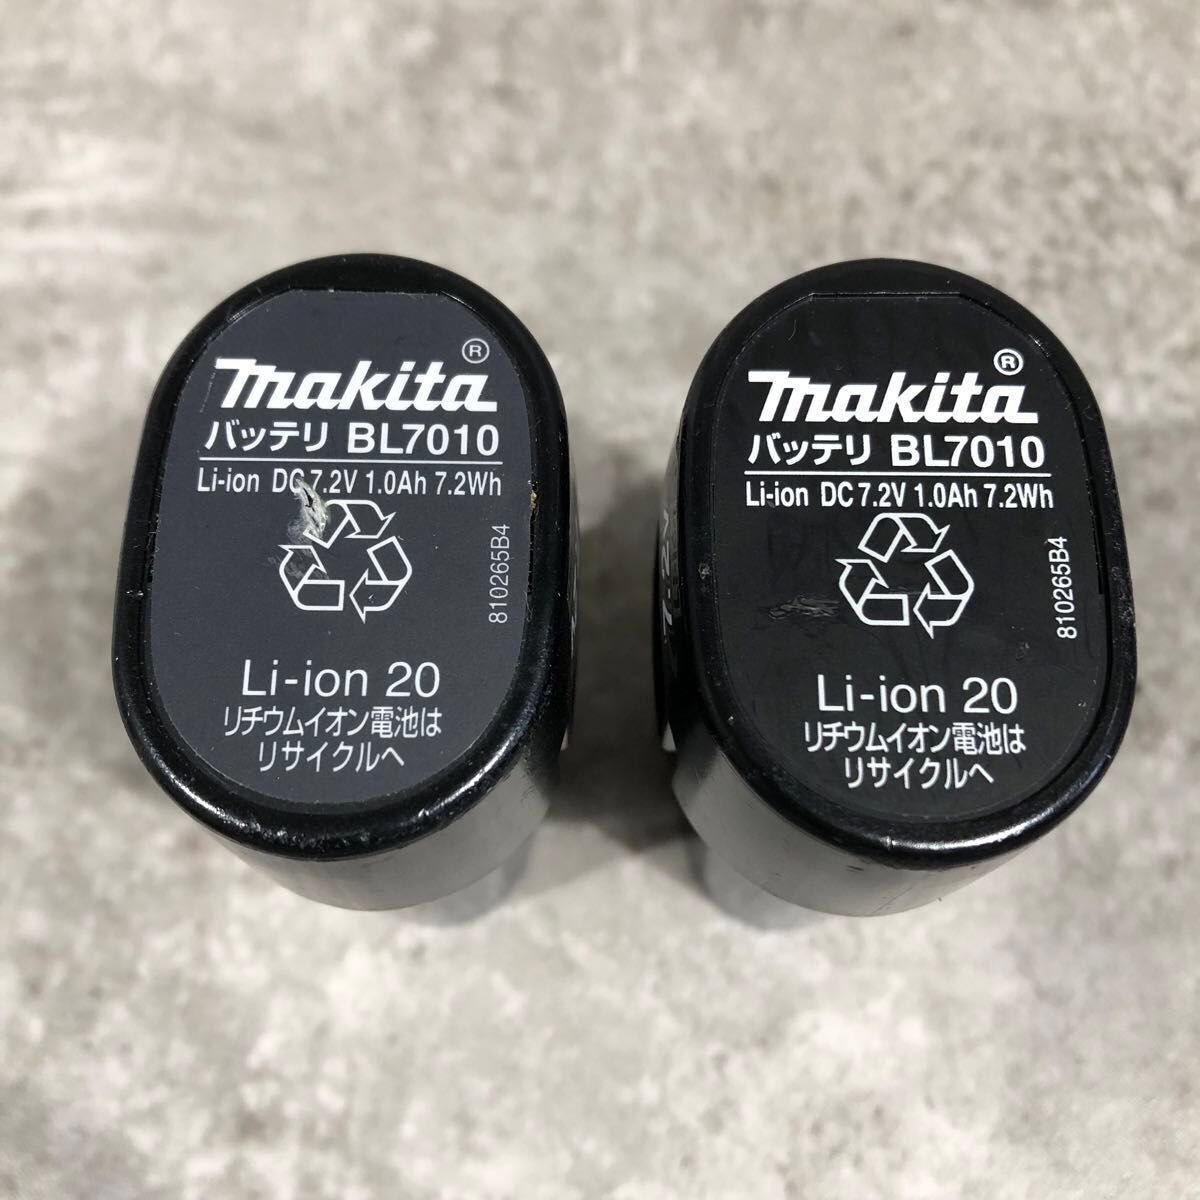 makita®
バッテリ BL7010
Li-ion DC 7.2V 1.0Ah 7.2Wh
810265B4
Li-ion 20
リチウムイオン電池は
リサイクルへ
makita®
バッテリ BL7010
Li-ion DC 7.2V 1.0Ah 7.2Wh
810265B4
Li-ion 20
リチウムイオン電池は
リサイクルへ